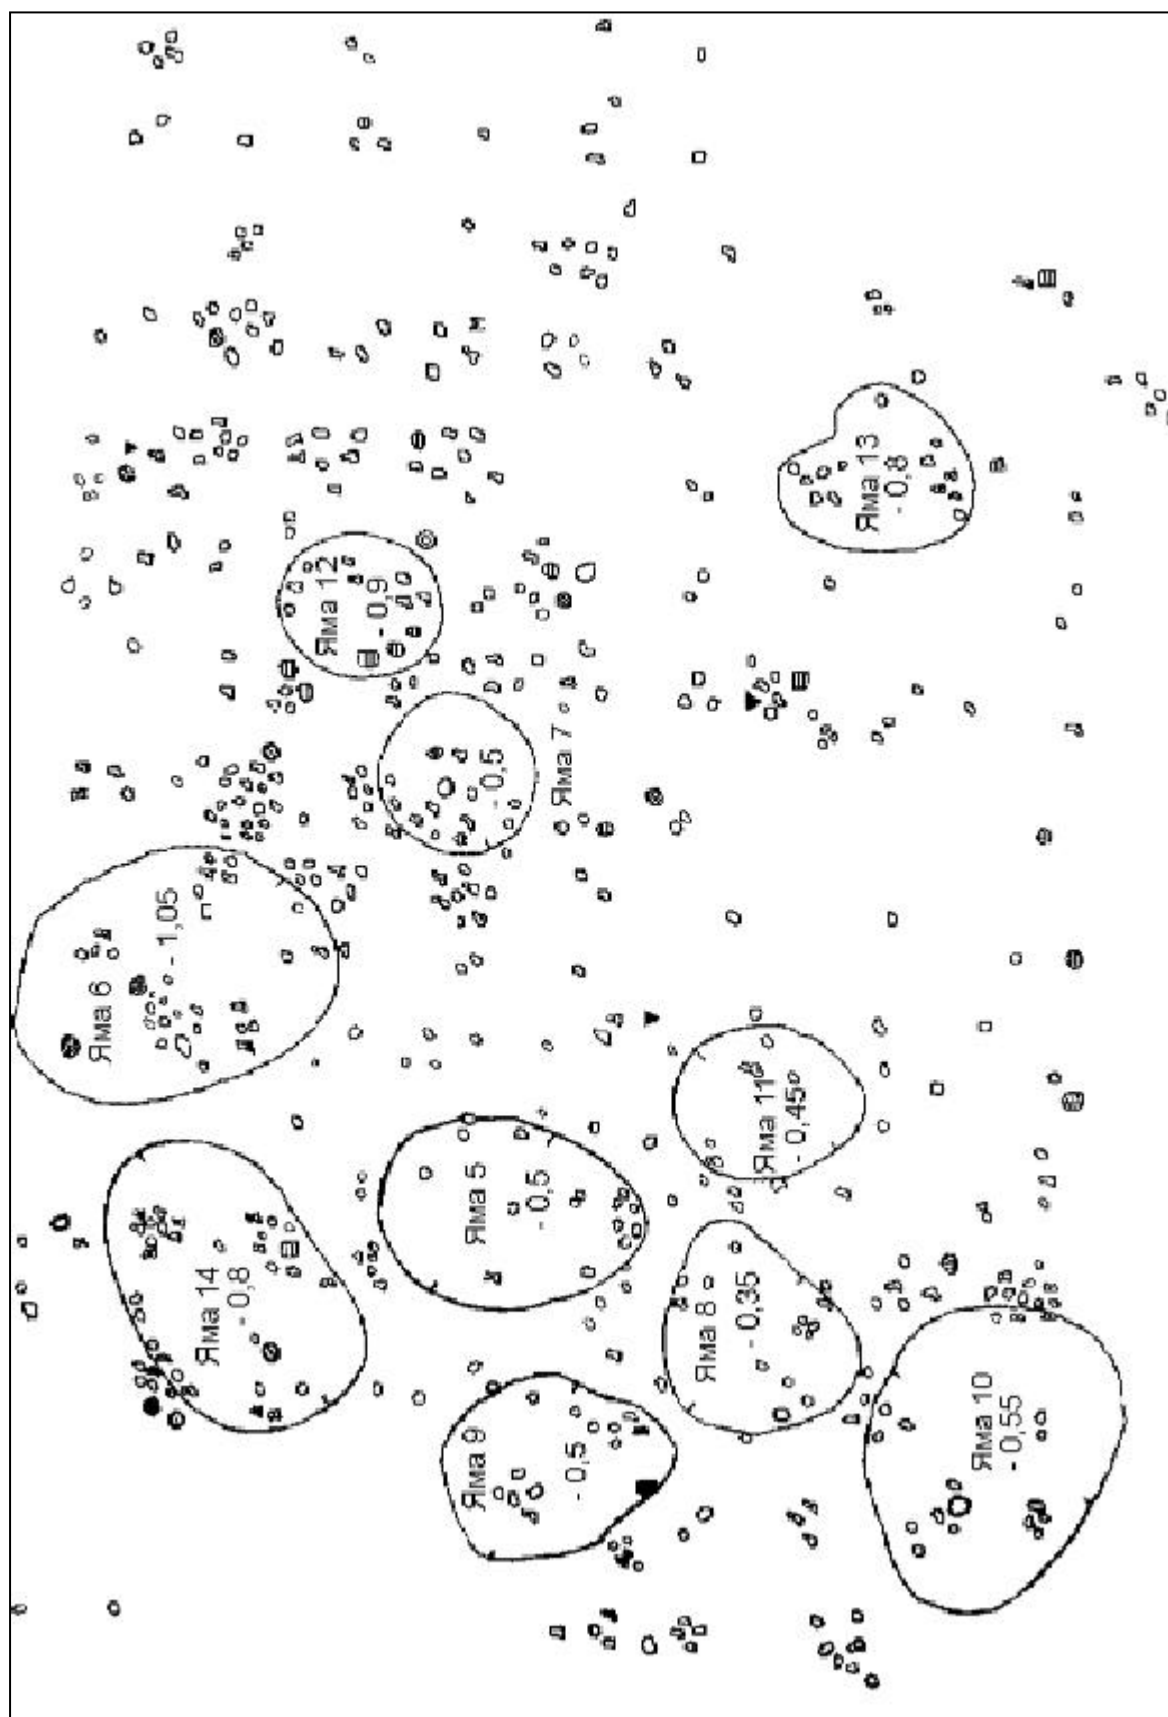 Яма 6
- 1,05
Яма 12
- 0,9
Яма 7
- 0,5
Яма 13
- 0,8
Яма 14
- 0,8
Яма 5
- 0,5
Яма 11
- 0,45
Яма 8
- 0,35
Яма 9
- 0,5
Яма 10
- 0,55